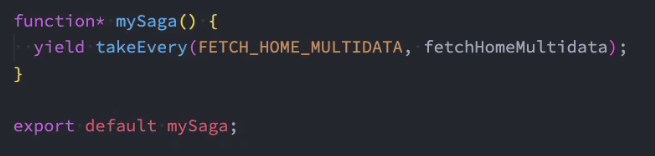 function* mySaga() {
  yield takeEvery(FETCH_HOME_MULTIDATA, fetchHomeMultidata);
}

export default mySaga;